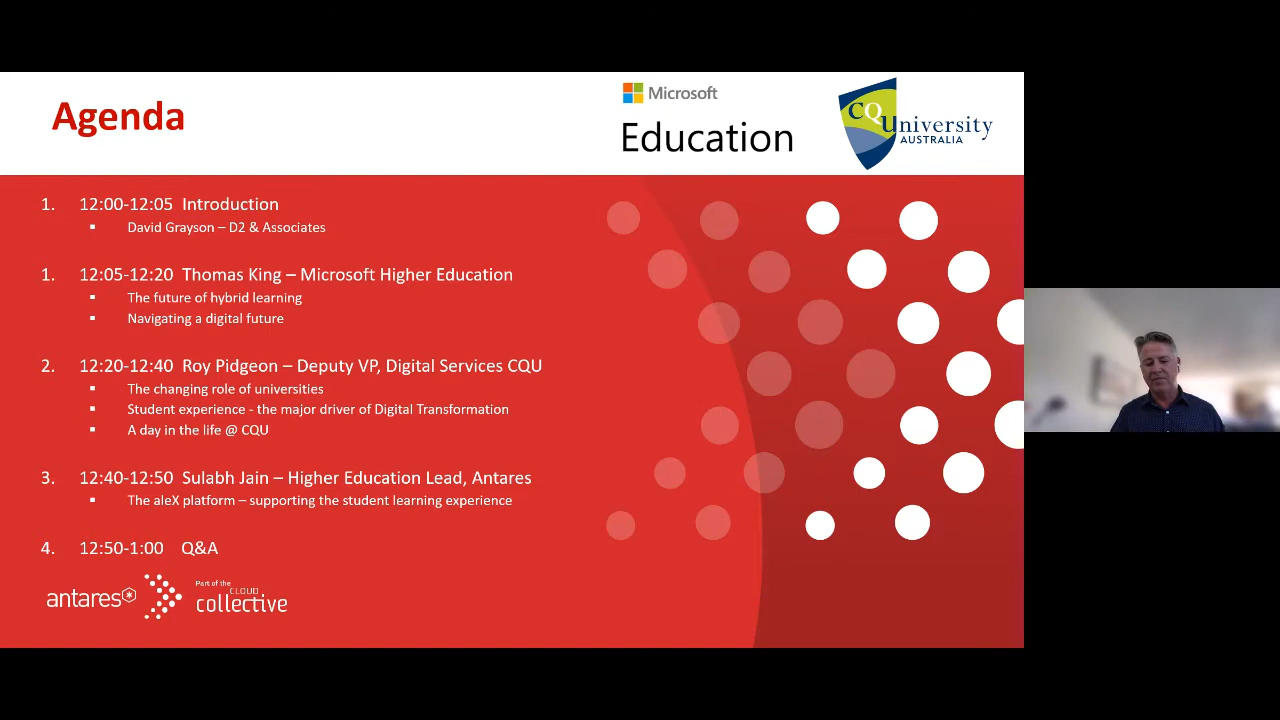 Agenda
Microsoft
Education
CQUniversity
AUSTRALIA
1. 12:00-12:05 Introduction
▪ David Grayson – D2 & Associates
1. 12:05-12:20 Thomas King – Microsoft Higher Education
▪ The future of hybrid learning
▪ Navigating a digital future
2. 12:20-12:40 Roy Pidgeon – Deputy VP, Digital Services CQU
▪ The changing role of universities
▪ Student experience - the major driver of Digital Transformation
▪ A day in the life @ CQU
3. 12:40-12:50 Sulabh Jain – Higher Education Lead, Antares
▪ The aleX platform – supporting the student learning experience
4. 12:50-1:00 Q&A
antares
Part of the
CLOUD
collective